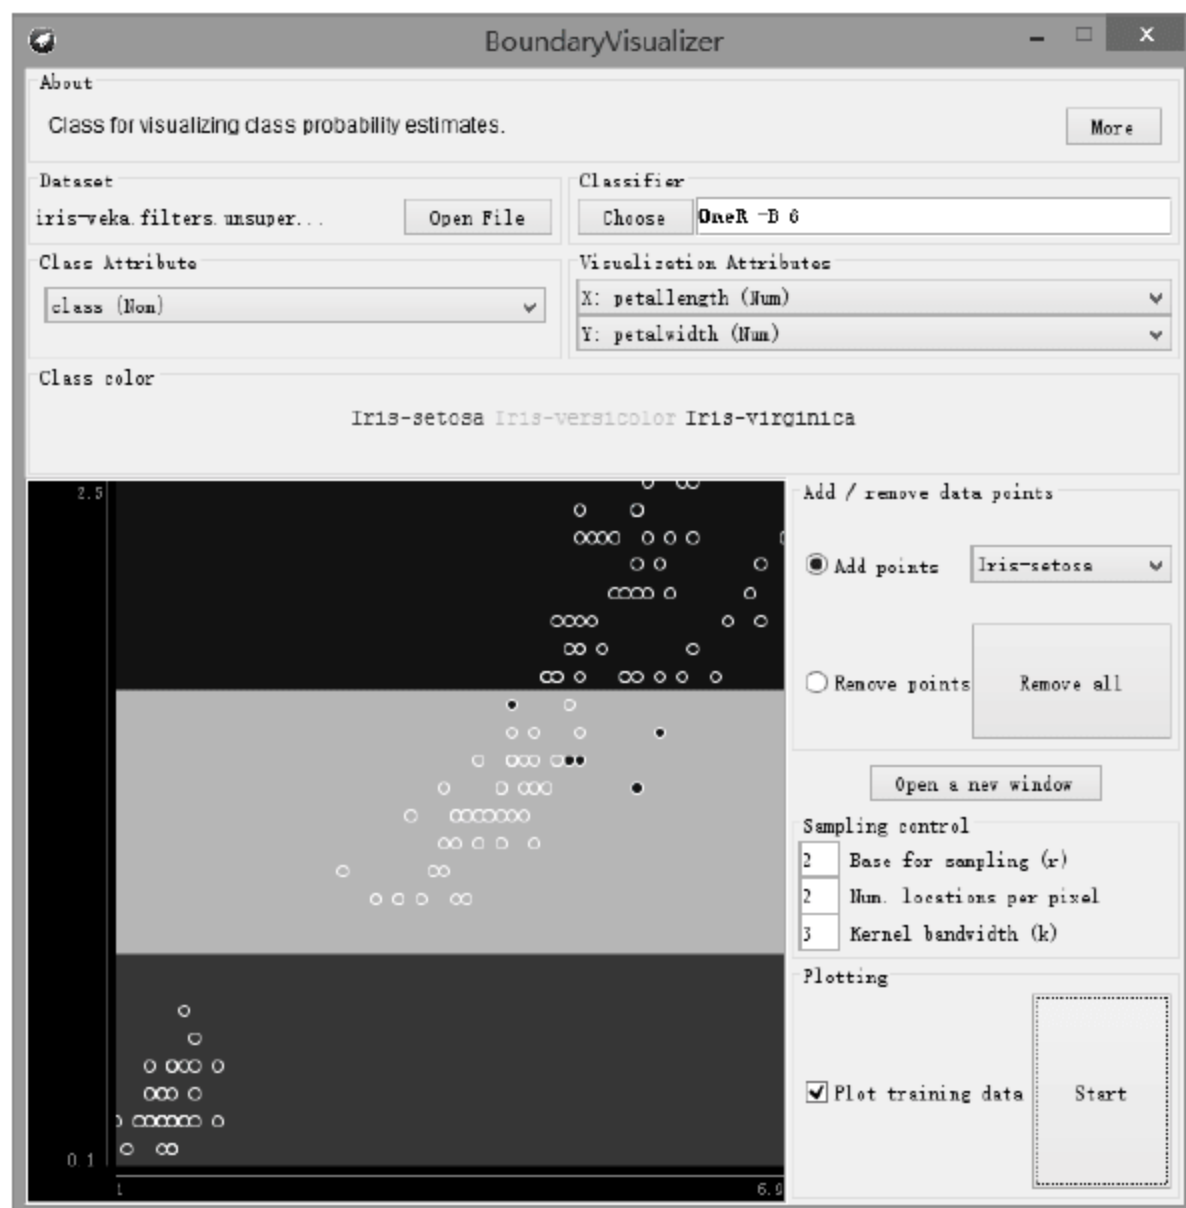 BoundaryVisualizer
About
Class for visualizing class probability estimates.
More
Dataset
iris-weka.filters.unsuper...
Open File
Classifier
Choose
OneR -B 6
Class Attribute
class (Nom)
Visualization Attributes
X: petallength (Num)
Y: petalwidth (Num)
Class color
Iris-setosa Iris-versicolor Iris-virginica
2.5
0.1
1
6.9
Add / remove data points
Add points
Iris-setosa
Remove points
Remove all
Open a new window
Sampling control
2 Base for sampling (r)
2 Num. locations per pixel
3 Kernel bandwidth (k)
Plotting
Plot training data
Start